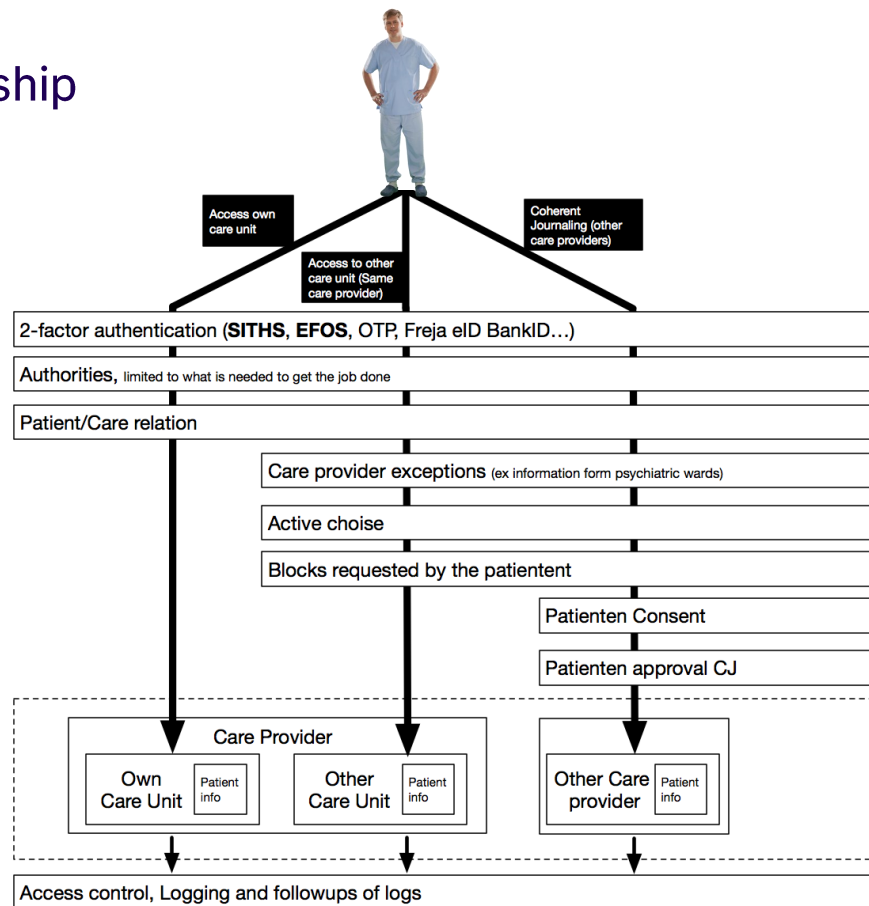 ship
Access own
care unit
Coherent
Journaling (other
care providers)
Access to other
care unit (Same
care provider)
2-factor authentication (SITHS, EFOS, OTP, Freja eID BankID…)
Authorities, limited to what is needed to get the job done
Patient/Care relation
Care provider exceptions (ex information form psychiatric wards)
Active choise
Blocks requested by the patientent
Patienten Consent
Patienten approval CJ
Care Provider
Own
Care Unit
Patient
info
Other
Care Unit
Patient
info
Other Care
provider
Patient
info
Access control, Logging and followups of logs